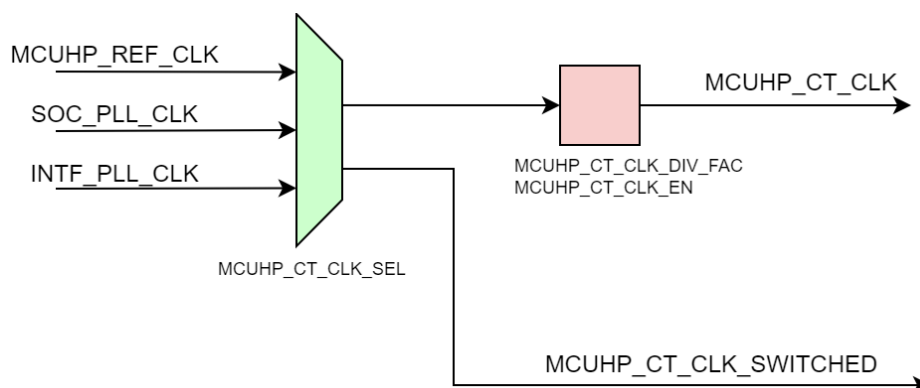 MCUHP_REF_CLK
SOC_PLL_CLK
INTF_PLL_CLK
MCUHP_CT_CLK_SEL
MCUHP_CT_CLK
MCUHP_CT_CLK_DIV_FAC
MCUHP_CT_CLK_EN
MCUHP_CT_CLK_SWITCHED